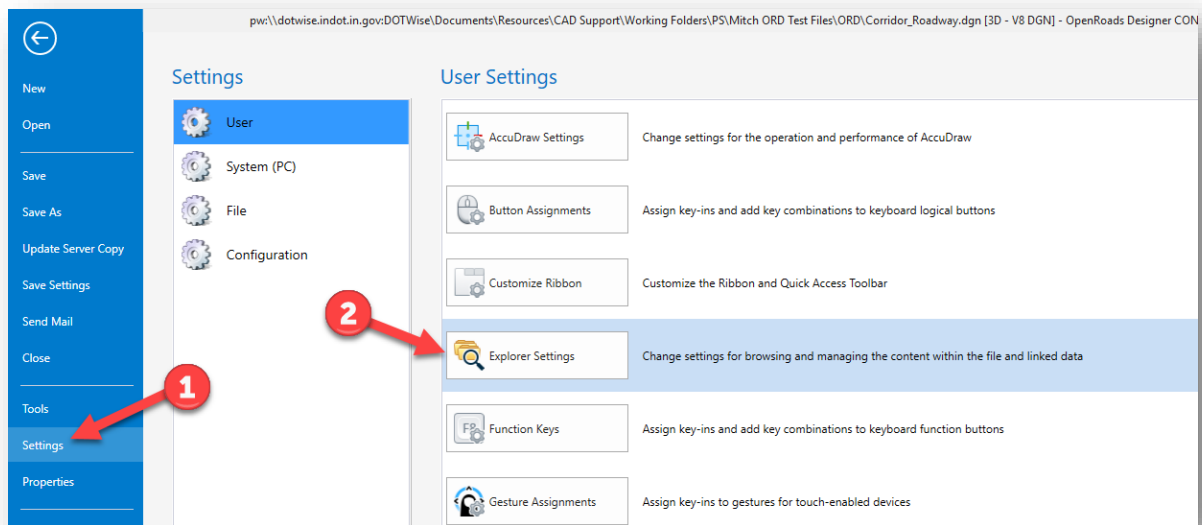 pw:\\dotwise.indot.in.gov:DOTWise\Documents\Resources\CAD Support\Working Folders\PS\Mitch ORD Test Files\ORD\Corridor_Roadway.dgn [3D - V8 DGN] - OpenRoads Designer CON
New
Open
Save
Save As
Update Server Copy
Save Settings
Send Mail
Close
Tools
Settings
Properties
1
Settings
User
System (PC)
File
Configuration
2
User Settings
AccuDraw Settings Change settings for the operation and performance of AccuDraw
Button Assignments Assign key-ins and add key combinations to keyboard logical buttons
Customize Ribbon Customize the Ribbon and Quick Access Toolbar
Explorer Settings Change settings for browsing and managing the content within the file and linked data
F8 Function Keys Assign key-ins and add key combinations to keyboard function buttons
Gesture Assignments Assign key-ins to gestures for touch-enabled devices